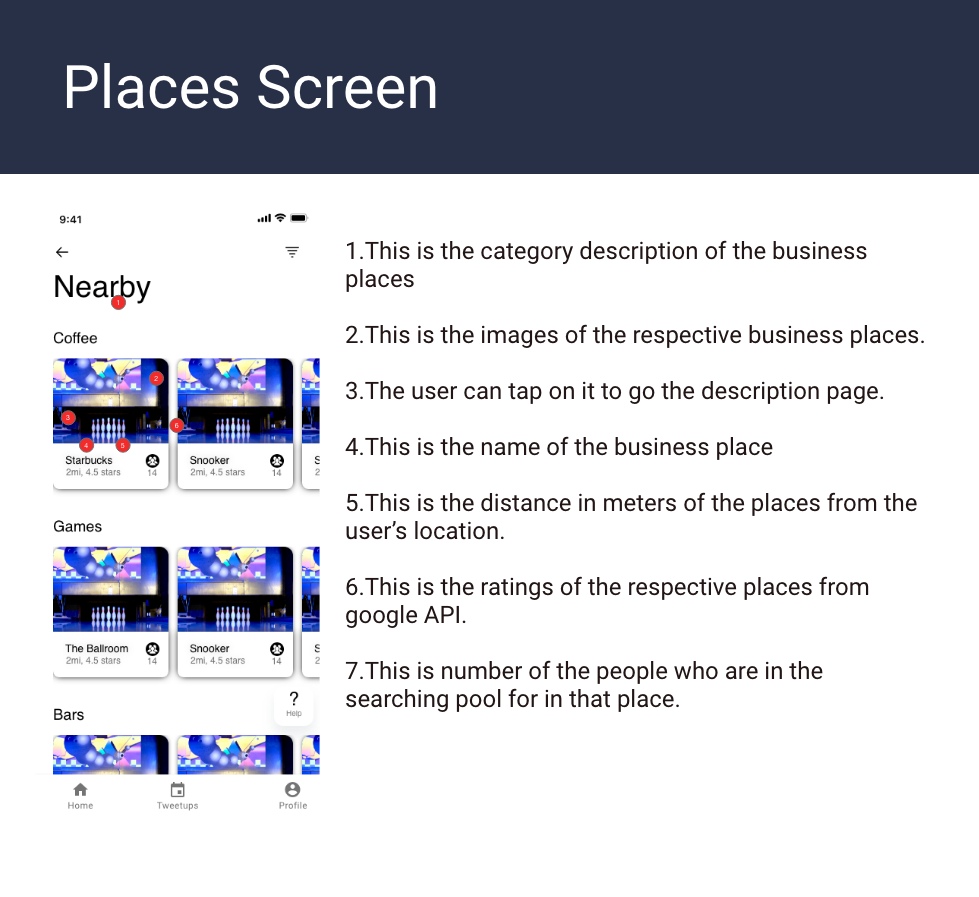 Places Screen
9:41
Nearby
1
Coffee
2
3
6
4
5
Starbucks
2mi, 4.5 stars
14
Snooker
2mi, 4.5 stars
14
S
2
Games
The Ballroom
2mi, 4.5 stars
14
Snooker
2mi, 4.5 stars
14
S
2
?
Help
Bars
Home
Tweetups
Profile
1.This is the category description of the business
places
2.This is the images of the respective business places.
3.The user can tap on it to go the description page.
4.This is the name of the business place
5.This is the distance in meters of the places from the
user’s location.
6.This is the ratings of the respective places from
google API.
7.This is number of the people who are in the
searching pool for in that place.